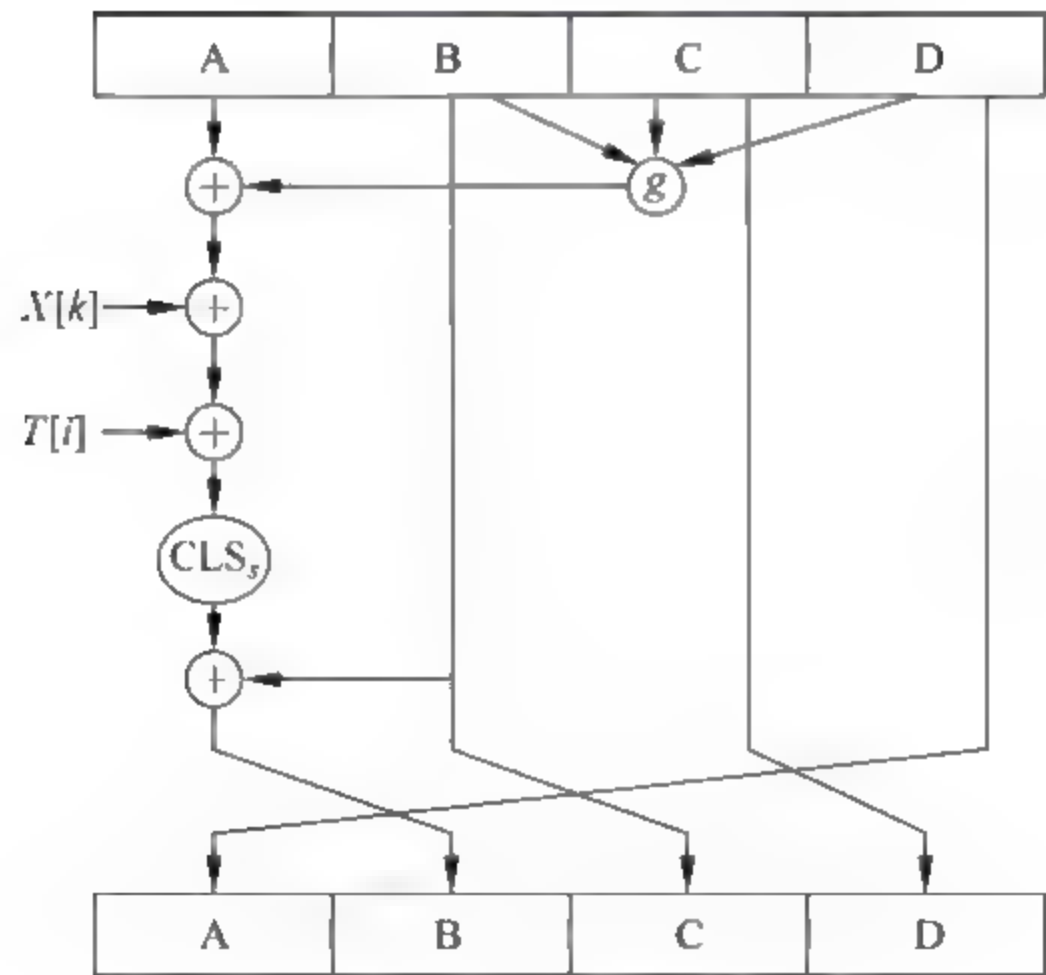 A B C D
+ g
X[k] +
T[i] +
CLSₛ
+
A B C D